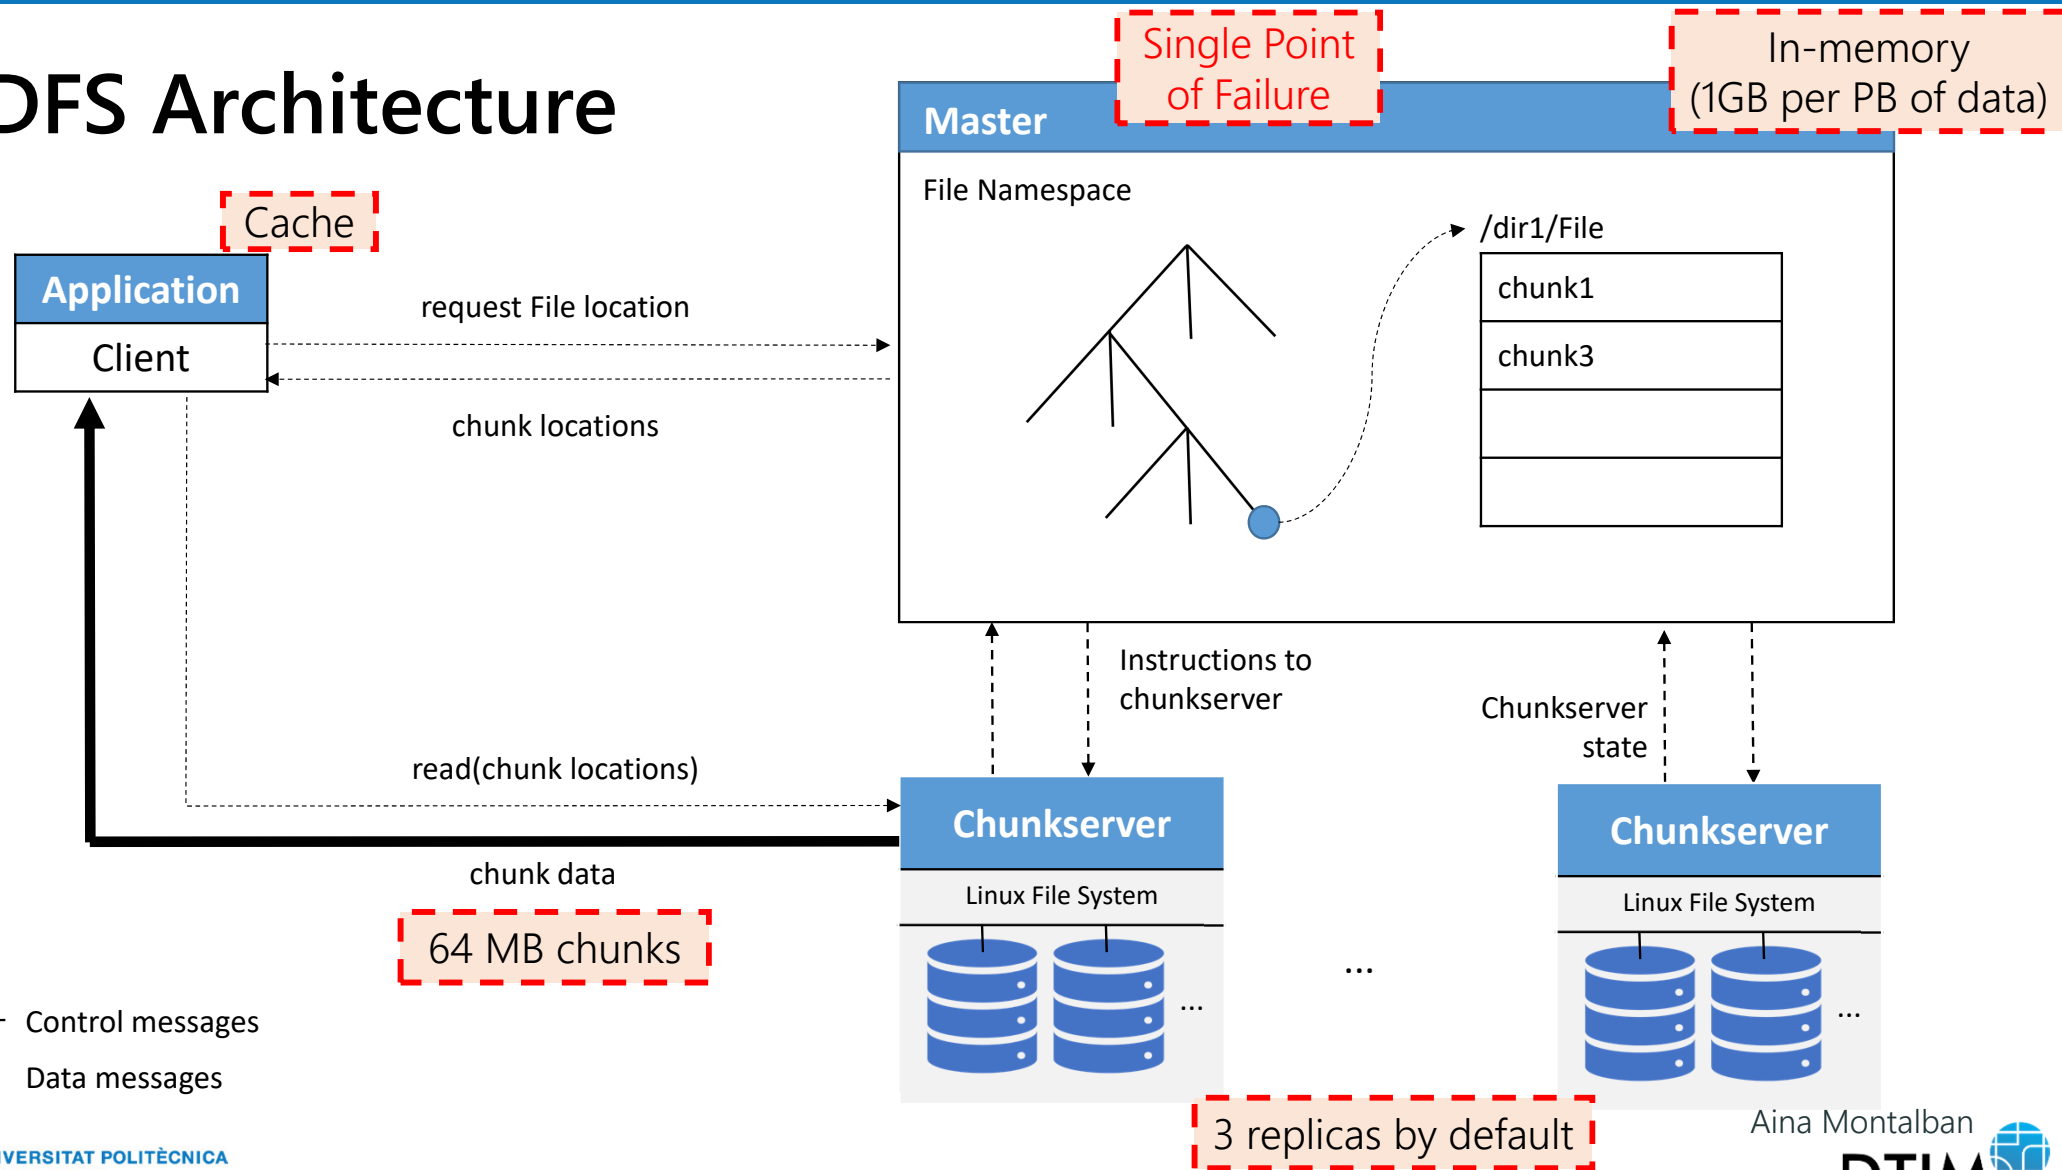 DFS Architecture
Single Point
of Failure
In-memory
(1GB per PB of data)
Master
File Namespace
/dir1/File
chunk1
chunk3
Cache
Application
Client
request File location
chunk locations
Instructions to
chunkserver
Chunkserver
state
read(chunk locations)
chunk data
64 MB chunks
Chunkserver
Linux File System
...
...
Chunkserver
Linux File System
...
3 replicas by default
Control messages
Data messages
Aina Montalban
DTIM
IVERSITAT POLITÈCNICA